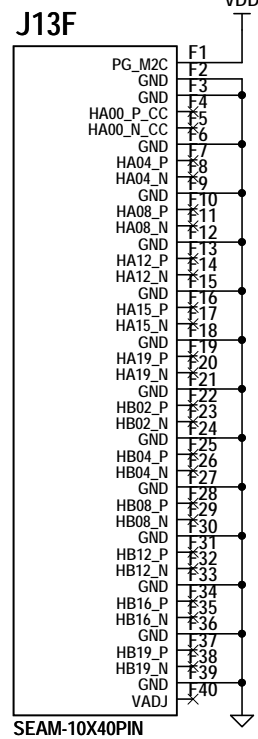 VDD
J13F
PG_M2C F1
GND F2
GND F3
HA00_P_CC F4
HA00_N_CC F5
GND F6
HA04_P F7
HA04_N F8
GND F9
HA08_P F10
HA08_N F11
GND F12
HA12_P F13
HA12_N F14
GND F15
HA15_P F16
HA15_N F17
GND F18
HA19_P F19
HA19_N F20
GND F21
HB02_P F22
HB02_N F23
GND F24
HB04_P F25
HB04_N F26
GND F27
HB08_P F28
HB08_N F29
GND F30
HB12_P F31
HB12_N F32
GND F33
HB16_P F34
HB16_N F35
GND F36
HB19_P F37
HB19_N F38
GND F39
VADJ F40
SEAM-10X40PIN